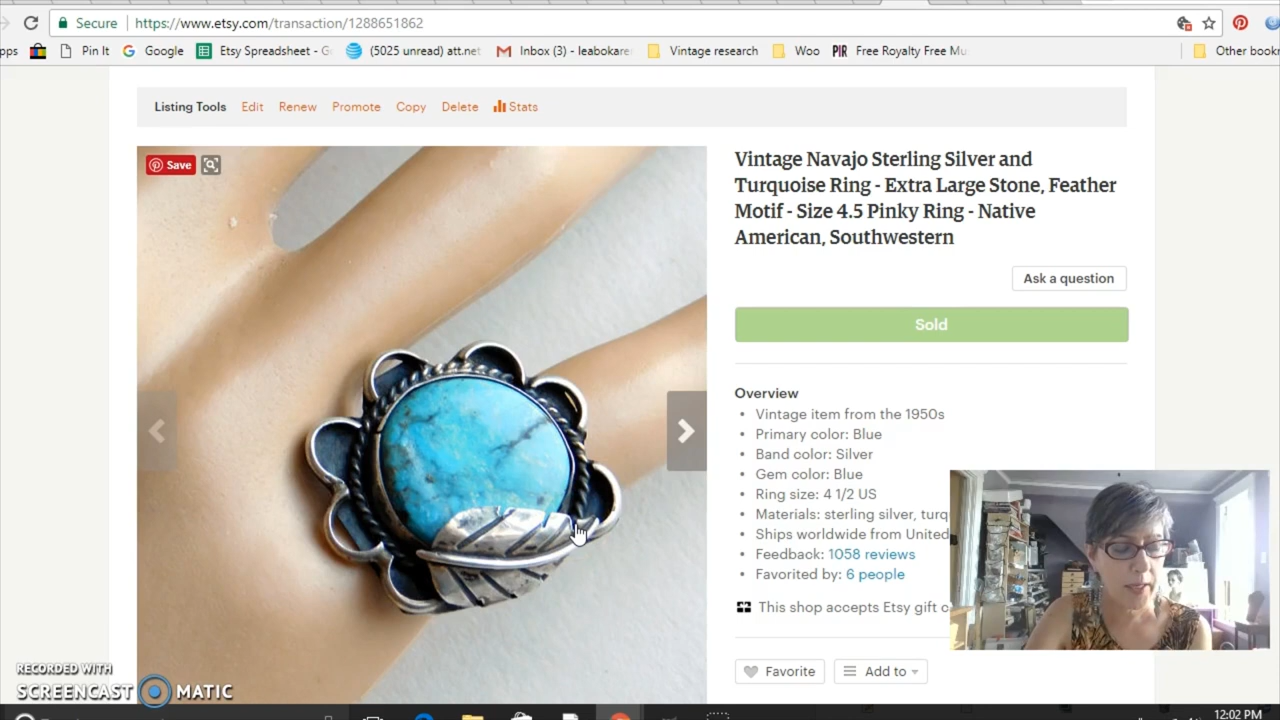 Secure https://www.etsy.com/transaction/1288651862
pps Pin It Google Etsy Spreadsheet - G (5025 unread) att.net Inbox (3) - leabokare Vintage research Woo PIR Free Royalty Free Mu Other bookr
Listing Tools Edit Renew Promote Copy Delete Stats
Save
Vintage Navajo Sterling Silver and
Turquoise Ring - Extra Large Stone, Feather
Motif - Size 4.5 Pinky Ring - Native
American, Southwestern
Ask a question
Sold
Overview
• Vintage item from the 1950s
• Primary color: Blue
• Band color: Silver
• Gem color: Blue
• Ring size: 4 1/2 US
• Materials: sterling silver, turq
• Ships worldwide from United
• Feedback: 1058 reviews
• Favorited by: 6 people
This shop accepts Etsy gift c
Favorite Add to
RECORDED WITH
SCREENCAST MATIC
12:02 PM